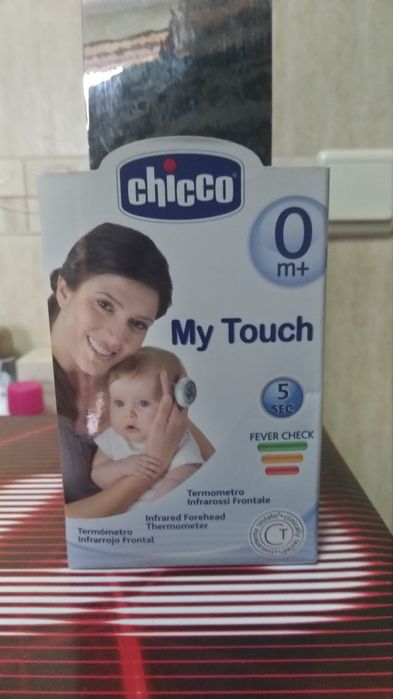 chicco
0
m+
My Touch
5
SEC.
FEVER CHECK
Termometro
Infrarossi Frontale
Infrared Forehead
Thermometer
Termómetro
Infrarrojo Frontal